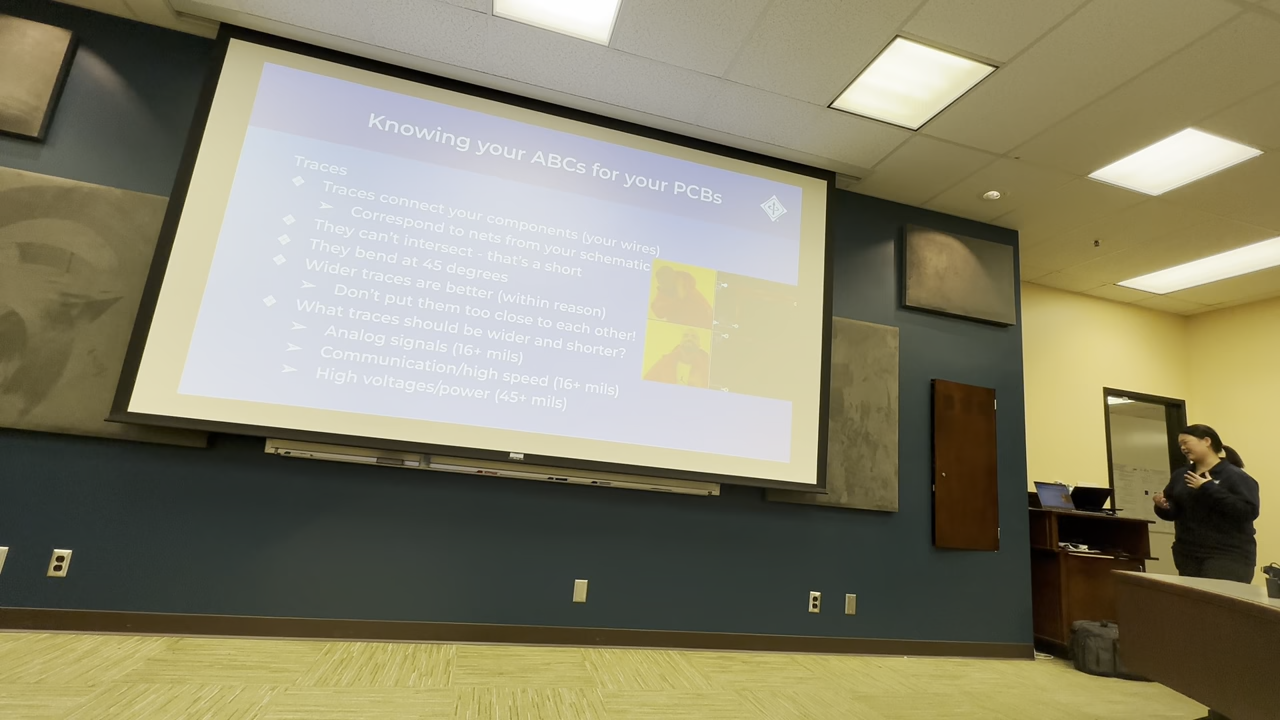 Knowing your ABCs for your PCBs
Traces
Traces connect your components (your wires)
Correspond to nets from your schematic
They can't intersect - that's a short
They bend at 45 degrees
Wider traces are better (within reason)
Don't put them too close to each other!
What traces should be wider and shorter?
Analog signals (16+ mils)
Communication/high speed (16+ mils)
High voltages/power (45+ mils)